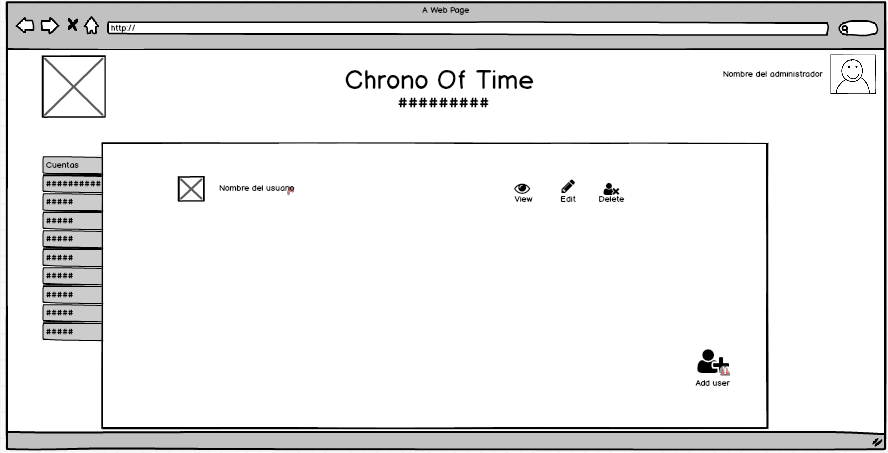 A Web Page
http://
Chrono Of Time
#########
Nombre del administrador
Cuentas
##########
#####
#####
#####
#####
#####
#####
#####
#####
Nombre del usuario
View
Edit
Delete
Add user